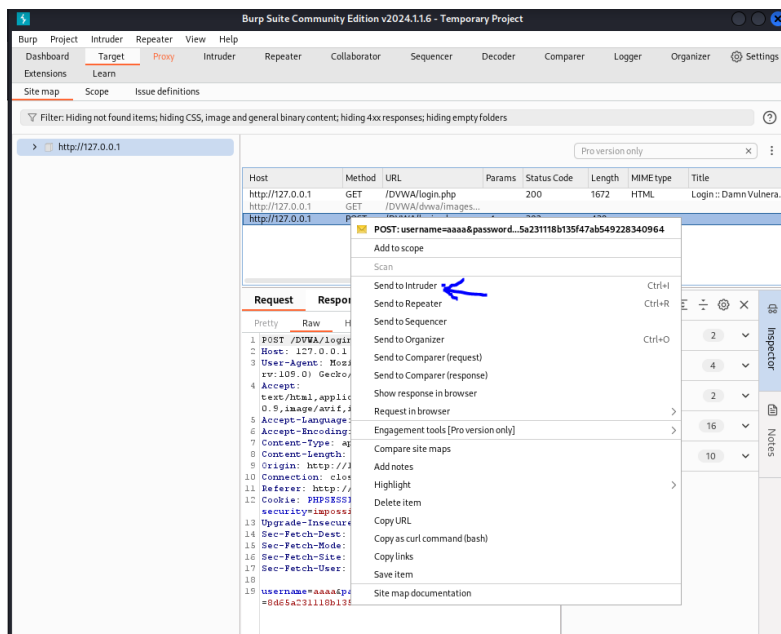 Burp Suite Community Edition v2024.1.1.6 - Temporary Project
Burp Project Intruder Repeater View Help
Dashboard Target Proxy Intruder Repeater Collaborator Sequencer Decoder Comparer Logger Organizer Settings
Extensions Learn
Site map Scope Issue definitions
Filter: Hiding not found items; hiding CSS, image and general binary content; hiding 4xx responses; hiding empty folders
http://127.0.0.1
Pro version only
Host Method URL Params Status Code Length MIME type Title
http://127.0.0.1 GET /DVWA/login.php 200 1672 HTML Login :: Damn Vulnera...
http://127.0.0.1 GET /DVWA/dvwa/images...
http://127.0.0.1
POST: username=aaaa&password...5a231118b135f47ab549228340964
Add to scope
Scan
Send to Intruder Ctrl+I
Send to Repeater Ctrl+R
Send to Sequencer
Send to Organizer Ctrl+O
Send to Comparer (request)
Send to Comparer (response)
Show response in browser
Request in browser
Engagement tools [Pro version only]
Compare site maps
Add notes
Highlight
Delete item
Copy URL
Copy as curl command (bash)
Copy links
Save item
Site map documentation
Request Respor
Pretty Raw H
1 POST /DVWA/login
2 Host: 127.0.0.1
3 User-Agent: Mozi
rv:109.0) Gecko/
4 Accept:
text/html,applic
0.9,image/avif,i
5 Accept-Language:
6 Accept-Encoding:
7 Content-Type: ap
8 Content-Length:
9 Origin: http://1
10 Connection: clos
11 Referer: http:/
12 Cookie: PHPSESSI
security=impossi
13 Upgrade-Insecure
14 Sec-Fetch-Dest:
15 Sec-Fetch-Mode:
16 Sec-Fetch-Site:
17 Sec-Fetch-User:
18
19 username=aaaa&pa
=8d65a231118b135
2
4
2
16
10
Inspector
Notes